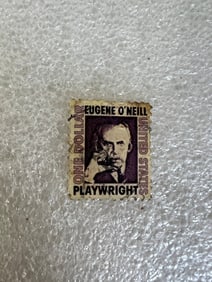 EUGENE O'NEILL
ONE DOLLAR
UNITED STATES
PLAYWRIGHT